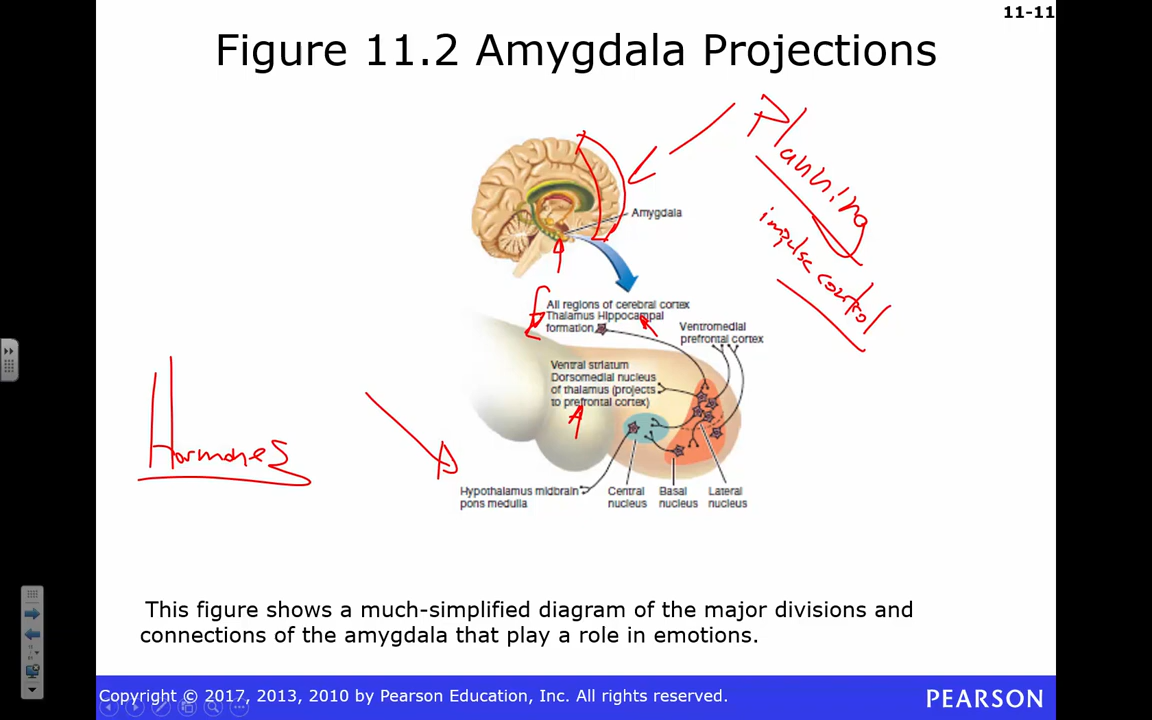 11-11
Figure 11.2 Amygdala Projections
Planning
impulse control
Amygdala
All regions of cerebral cortex
Thalamus Hippocampal
formation
Ventromedial
prefrontal cortex
Ventral striatum
Dorsomedial nucleus
of thalamus (projects
to prefrontal cortex)
Hormones
Hypothalamus midbrain
pons medulla
Central
nucleus
Basal
nucleus
Lateral
nucleus
This figure shows a much-simplified diagram of the major divisions and
connections of the amygdala that play a role in emotions.
Copyright © 2017, 2013, 2010 by Pearson Education, Inc. All rights reserved.
PEARSON